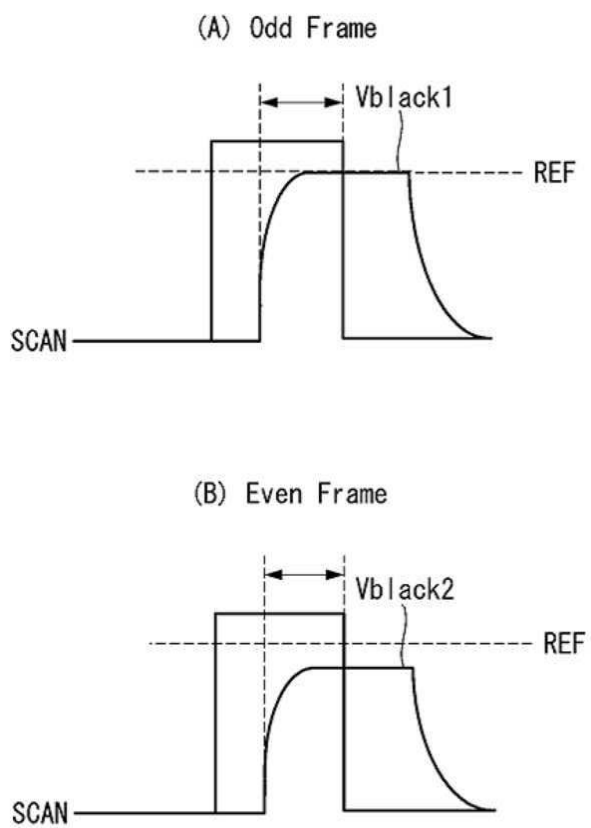 (A) Odd Frame
Vblack1
REF
SCAN
(B) Even Frame
Vblack2
REF
SCAN